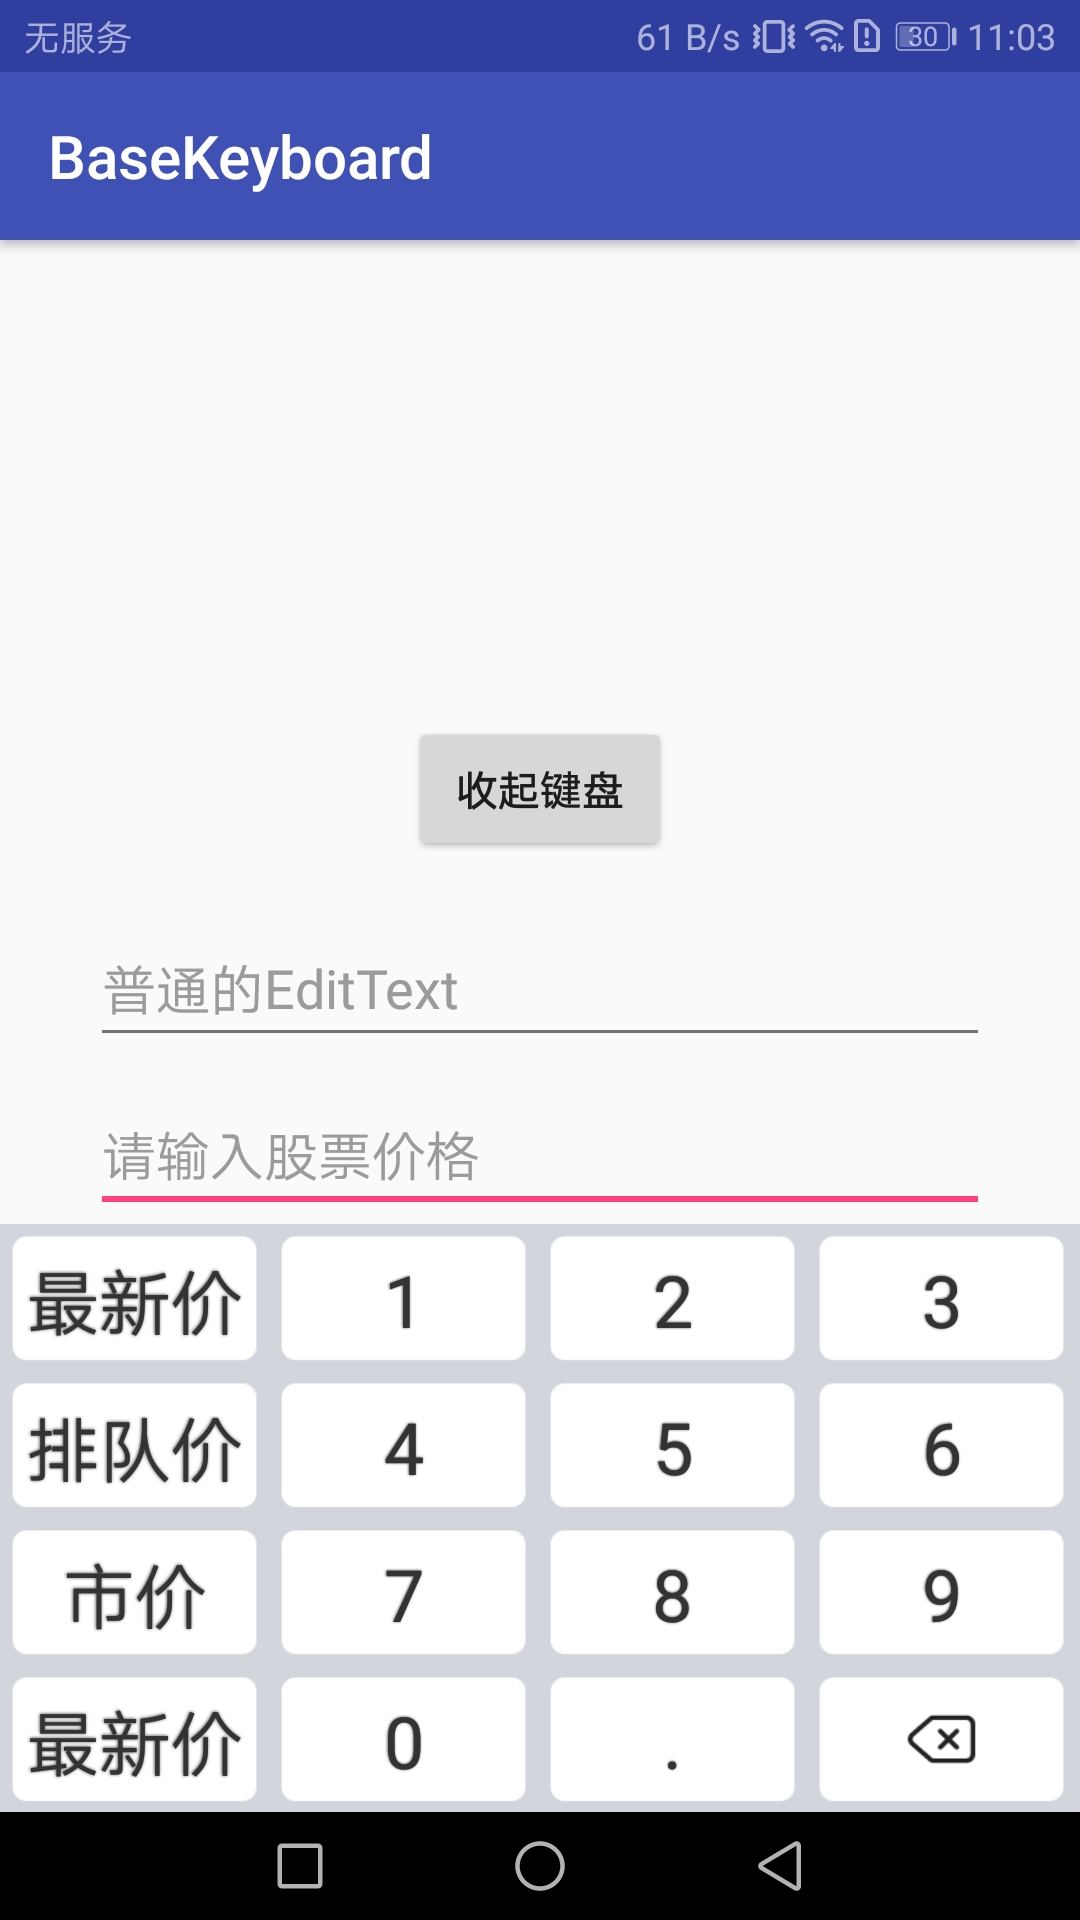 无服务 61 B/s 30 11:03
BaseKeyboard
收起键盘
普通的EditText
请输入股票价格
最新价 1 2 3
排队价 4 5 6
市价 7 8 9
最新价 0 .